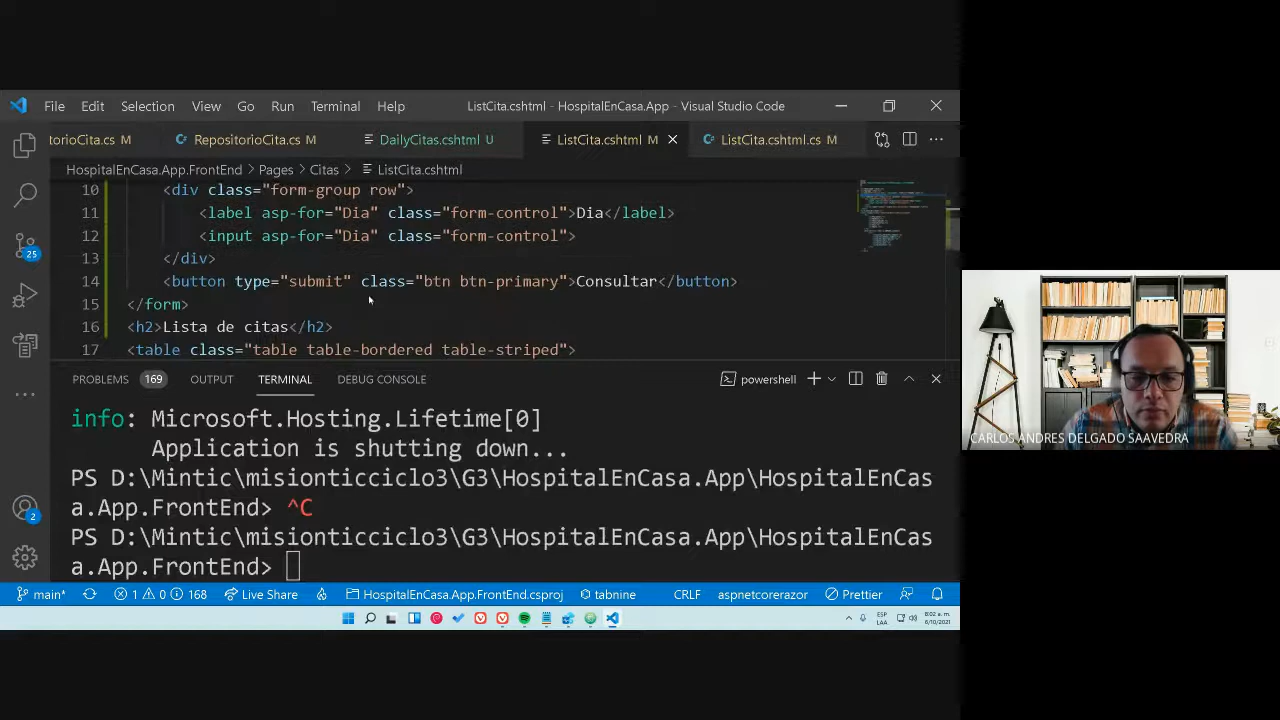 File Edit Selection View Go Run Terminal Help ListCita.cshtml - HospitalEnCasa.App - Visual Studio Code
torioCita.cs M RepositorioCita.cs M DailyCitas.cshtml U ListCita.cshtml M ListCita.cshtml.cs M
HospitalEnCasa.App.FrontEnd > Pages > Citas > ListCita.cshtml
10 <div class="form-group row">
11 <label asp-for="Dia" class="form-control">Dia</label>
12 <input asp-for="Dia" class="form-control">
13 </div>
14 <button type="submit" class="btn btn-primary">Consultar</button>
15 </form>
16 <h2>Lista de citas</h2>
17 <table class="table table-bordered table-striped">
PROBLEMS 169 OUTPUT TERMINAL DEBUG CONSOLE powershell
info: Microsoft.Hosting.Lifetime[0]
Application is shutting down...
PS D:\Mintic\misionticciclo3\G3\HospitalEnCasa.App\HospitalEnCas
a.App.FrontEnd> ^C
PS D:\Mintic\misionticciclo3\G3\HospitalEnCasa.App\HospitalEnCas
a.App.FrontEnd>
25
2
main* 1 0 168 Live Share HospitalEnCasa.App.FrontEnd.csproj tabnine CRLF aspnetcorerazor Prettier
ESP
LAA
8:02 a. m.
6/10/2021
CARLOS ANDRES DELGADO SAAVEDRA